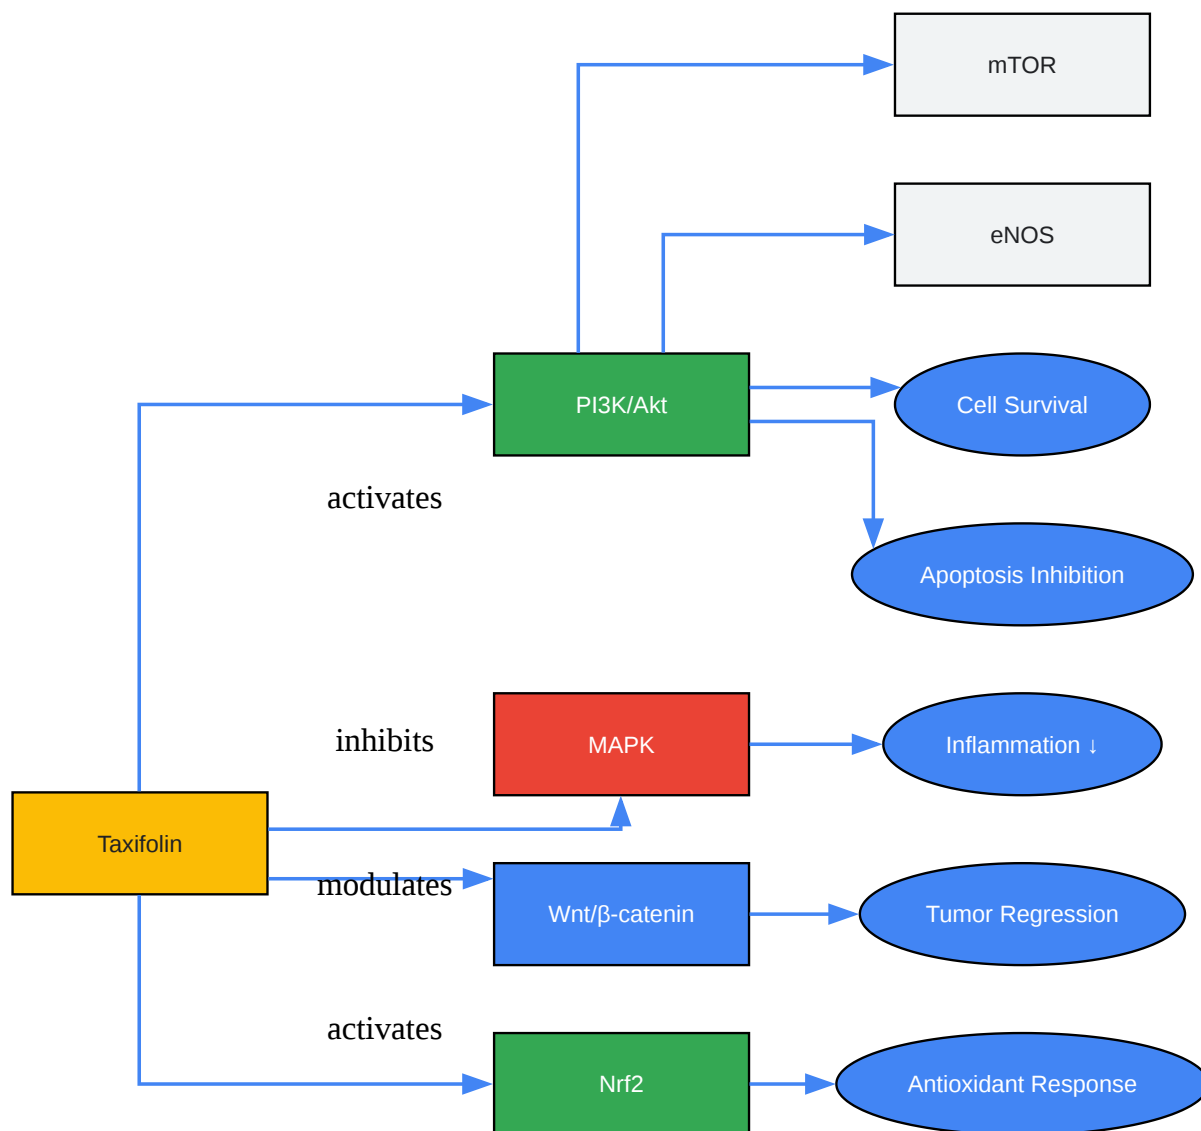 mTOR
eNOS
PI3K/Akt
Cell Survival
activates
Apoptosis Inhibition
inhibits
MAPK
Inflammation ↓
Taxifolin
modulates
Wnt/β-catenin
Tumor Regression
activates
Nrf2
Antioxidant Response